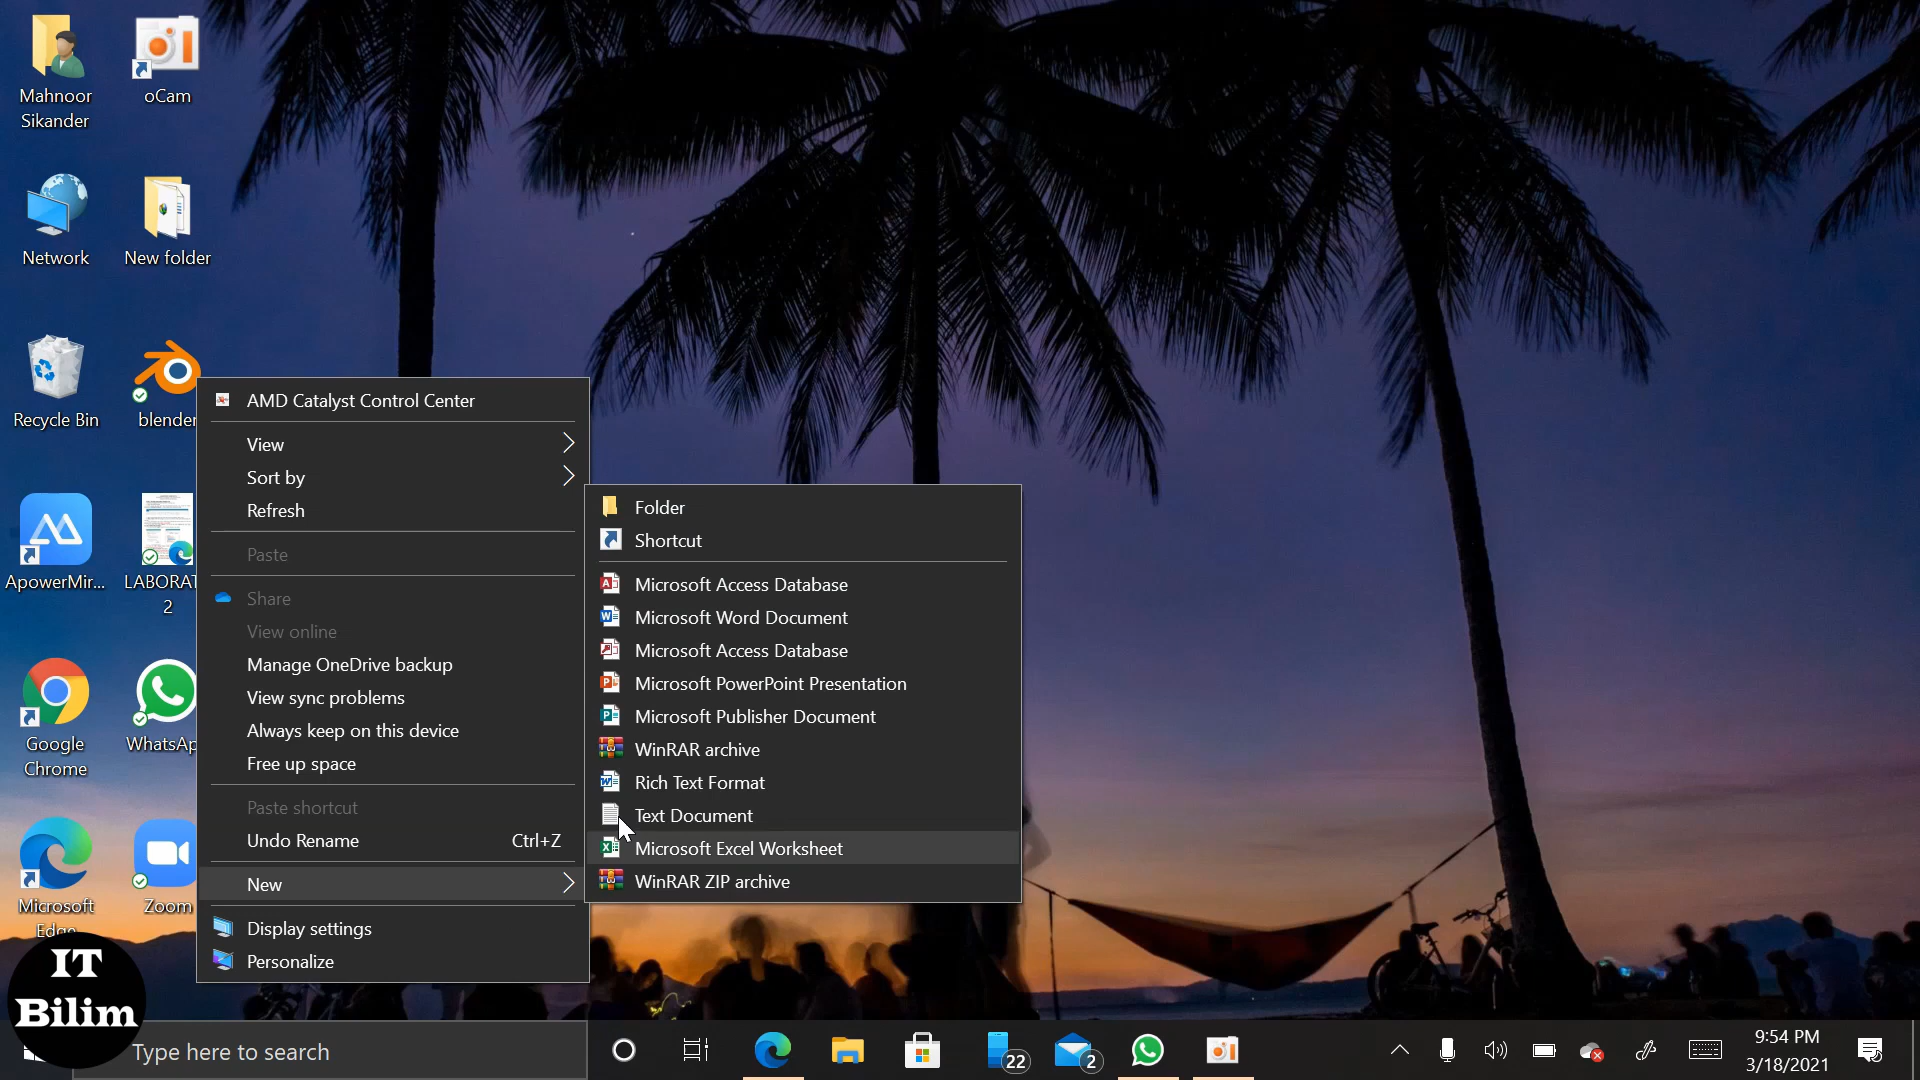 Mahnoor
Sikander
oCam
Network
New folder
Recycle Bin
blender
ApowerMir...
LABORAT
2
Google
Chrome
WhatsAp
Microsoft
Edge
Zoom
AMD Catalyst Control Center
View
Sort by
Refresh
Paste
Share
View online
Manage OneDrive backup
View sync problems
Always keep on this device
Free up space
Paste shortcut
Undo Rename Ctrl+Z
New
Display settings
Personalize
Folder
Shortcut
Microsoft Access Database
Microsoft Word Document
Microsoft Access Database
Microsoft PowerPoint Presentation
Microsoft Publisher Document
WinRAR archive
Rich Text Format
Text Document
Microsoft Excel Worksheet
WinRAR ZIP archive
IT
Bilim
Type here to search
22
2
9:54 PM
3/18/2021